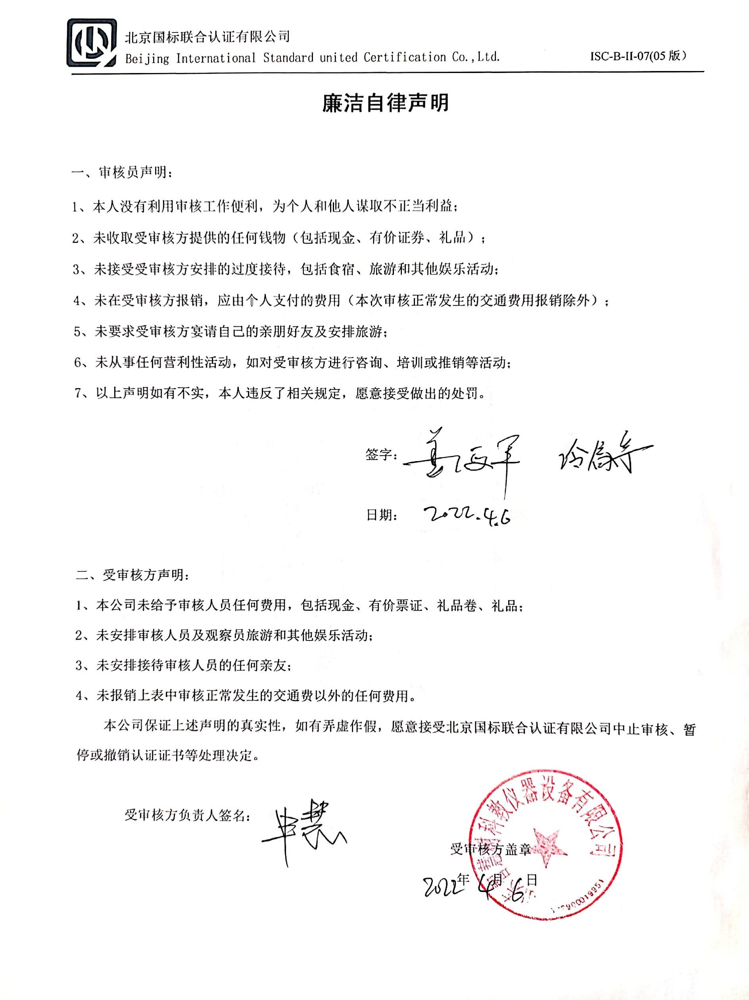 北京国标联合认证有限公司
Beijing International Standard united Certification Co.,Ltd.
ISC-B-II-07(05版)
廉洁自律声明
一、审核员声明：
1、本人没有利用审核工作便利，为个人和他人谋取不正当利益；
2、未收取受审核方提供的任何钱物（包括现金、有价证券、礼品）；
3、未接受受审核方安排的过度接待，包括食宿、旅游和其他娱乐活动；
4、未在受审核方报销，应由个人支付的费用（本次审核正常发生的交通费用报销除外）；
5、未要求受审核方宴请自己的亲朋好友及安排旅游；
6、未从事任何营利性活动，如对受审核方进行咨询、培训或推销等活动；
7、以上声明如有不实，本人违反了相关规定，愿意接受做出的处罚。
签字：
日期：2022.4.6
二、受审核方声明：
1、本公司未给予审核人员任何费用，包括现金、有价票证、礼品卷、礼品；
2、未安排审核人员及观察员旅游和其他娱乐活动；
3、未安排接待审核人员的任何亲友；
4、未报销上表中审核正常发生的交通费以外的任何费用。
本公司保证上述声明的真实性，如有弄虚作假，愿意接受北京国标联合认证有限公司中止审核、暂
停或撤销认证证书等处理决定。
受审核方负责人签名：申慧
科教仪器设备有限公司
受审核方盖章
2022年4月6日